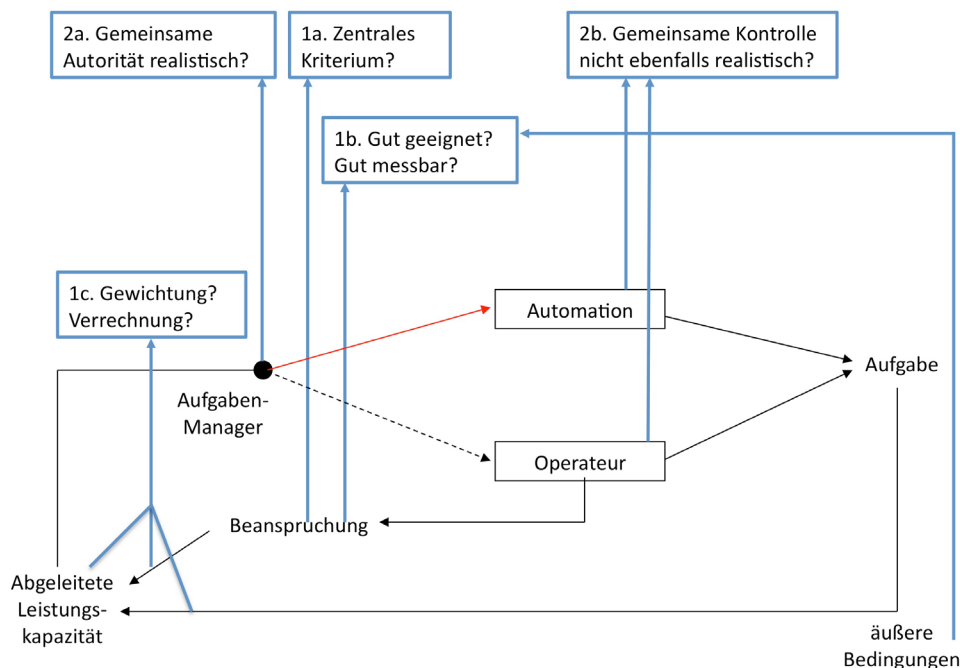 2a. Gemeinsame
Autorität realistisch?
1a. Zentrales
Kriterium?
2b. Gemeinsame Kontrolle
nicht ebenfalls realistisch?
1b. Gut geeignet?
Gut messbar?
1c. Gewichtung?
Verrechnung?
Automation
Aufgabe
Aufgaben-
Manager
Operateur
Beanspruchung
Abgeleitete
Leistungs-
kapazität
äußere
Bedingungen